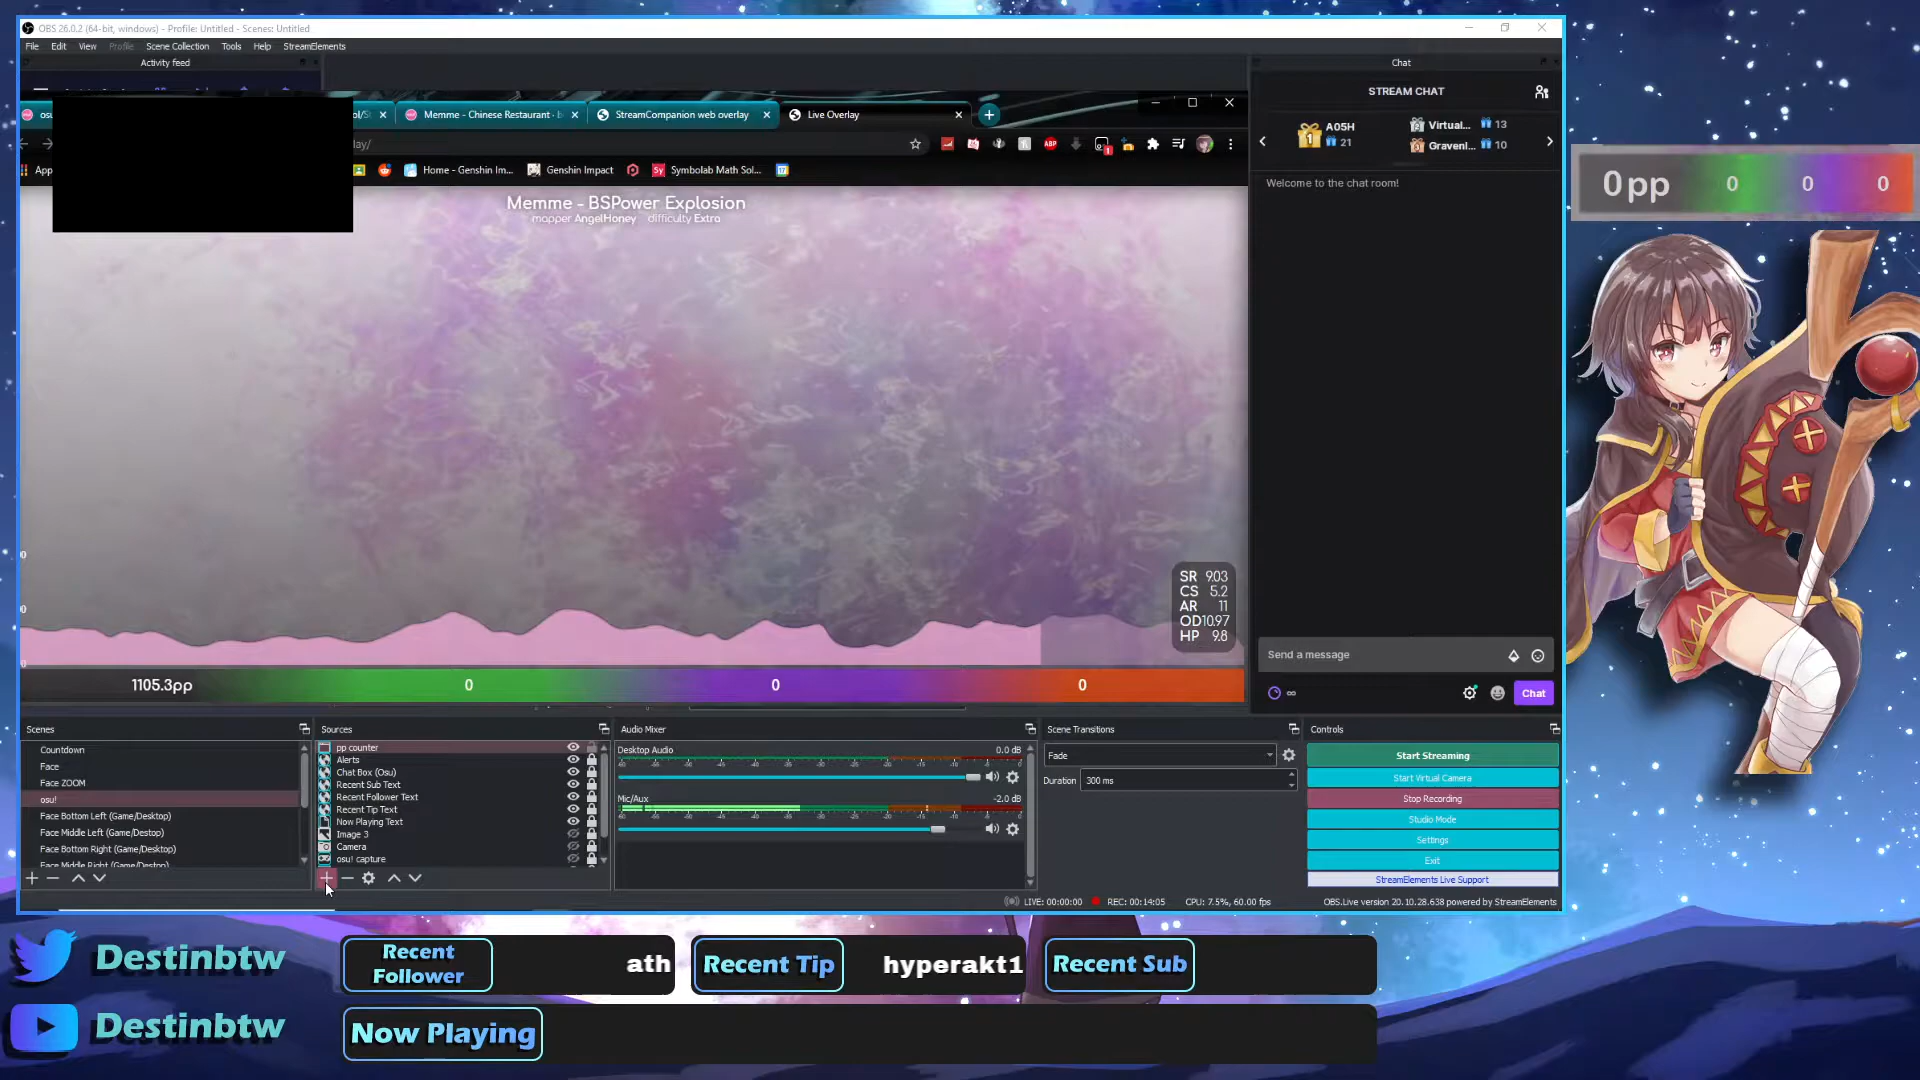 OBS 26.0.2 (64-bit, windows) - Profile: Untitled - Scenes: Untitled
File Edit View Profile Scene Collection Tools Help StreamElements
Activity feed
Chat
osu
Memme - Chinese Restaurant -
StreamCompanion web overlay
Live Overlay
STREAM CHAT
A05H
21
Virtual... 13
Gravenl... 10
lay/
App
Home - Genshin Im...
Genshin Impact
Symbolab Math Sol...
Welcome to the chat room!
Memme - BSPower Explosion
mapper AngelHoney difficulty Extra
0pp 0 0 0
SR 9.03
CS 5.2
AR 11
OD10.97
HP 9.8
1105.3pp 0 0 0
Send a message
Chat
Scenes
Countdown
Face
Face ZOOM
osu!
Face Bottom Left (Game/Desktop)
Face Middle Left (Game/Destop)
Face Bottom Right (Game/Desktop)
Face Middle Right (Game/Destop)
Sources
pp counter
Alerts
Chat Box (Osu)
Recent Sub Text
Recent Follower Text
Recent Tip Text
Now Playing Text
Image 3
Camera
osu! capture
Audio Mixer
Desktop Audio 0.0 dB
Mic/Aux -2.0 dB
Scene Transitions
Fade
Duration 300 ms
Controls
Start Streaming
Start Virtual Camera
Stop Recording
Studio Mode
Settings
Exit
StreamElements Live Support
LIVE: 00:00:00 REC: 00:14:05 CPU: 7.5%, 60.00 fps
OBS.Live version 20.10.28.638 powered by StreamElements
Destinbtw
Recent Follower
ath
Recent Tip
hyperakt1
Recent Sub
Destinbtw
Now Playing